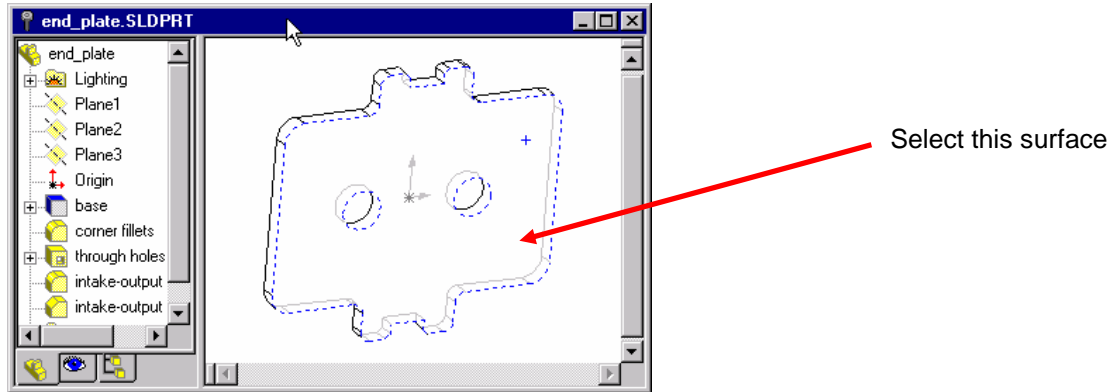 end_plate.SLDPRT
end_plate
Lighting
Plane1
Plane2
Plane3
Origin
base
corner fillets
through holes
intake-output
intake-output
Select this surface